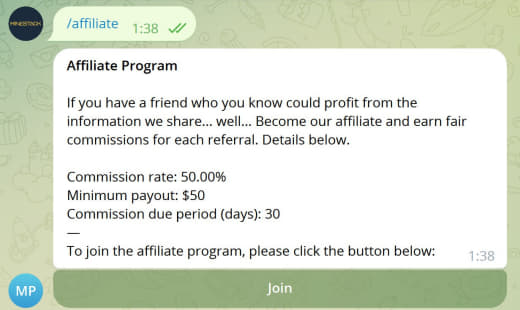 MINDSTACK
/affiliate 1:38
Affiliate Program
If you have a friend who you know could profit from the
information we share... well... Become our affiliate and earn fair
commissions for each referral. Details below.
Commission rate: 50.00%
Minimum payout: $50
Commission due period (days): 30
—
To join the affiliate program, please click the button below: 1:38
MP
Join